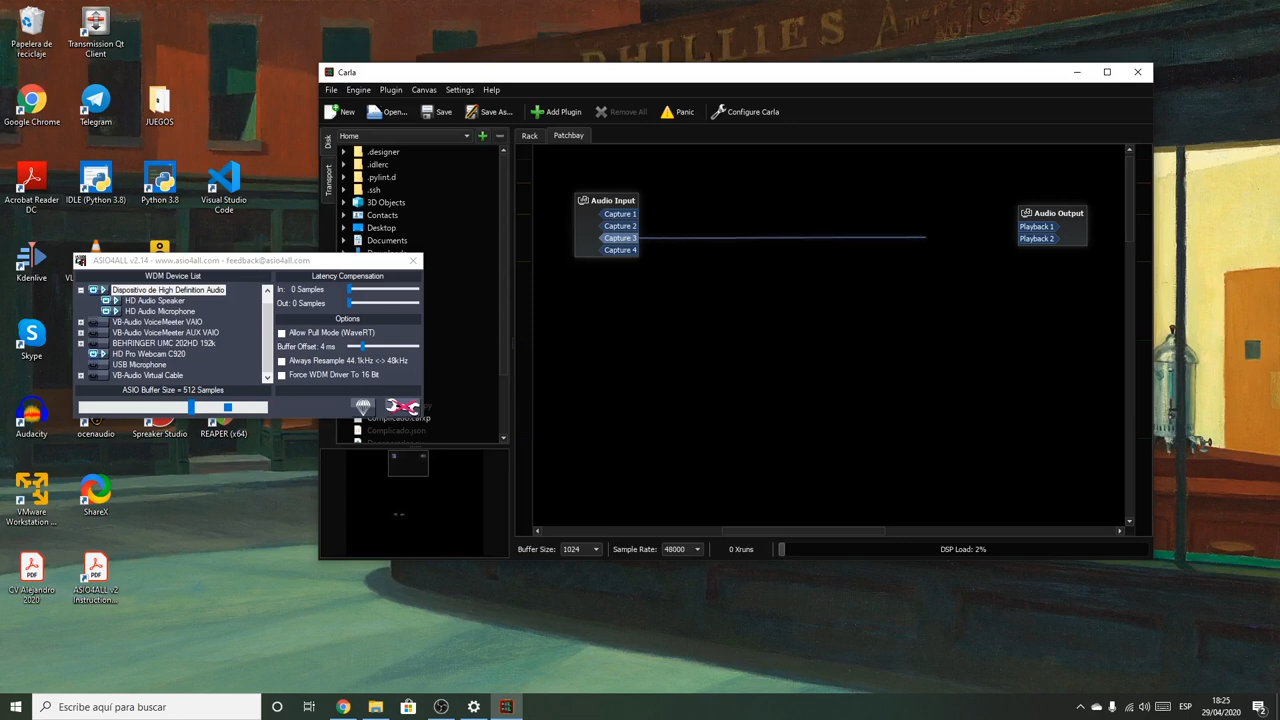 PHILLIES
Papelera de
reciclaje
Transmission Qt
Client
Google Chrome
Telegram
JUEGOS
Acrobat Reader
DC
IDLE (Python 3.8)
Python 3.8
Visual Studio
Code
Kdenlive
Skype
Audacity
ocenaudio
Spreaker Studio
REAPER (x64)
VMware
Workstation ...
ShareX
PDF
CV Alejandro
2020
PDF
ASIO4ALL v2
Instruction...
Carla
File
Engine
Plugin
Canvas
Settings
Help
New
Open...
Save
Save As...
Add Plugin
Remove All
Panic
Configure Carla
Disk
Transport
Home
.designer
.idlerc
.pylint.d
.ssh
3D Objects
Contacts
Desktop
Documents
Complicado.carxp
Complicado.json
Rack
Patchbay
Audio Input
Capture 1
Capture 2
Capture 3
Capture 4
Audio Output
Playback 1
Playback 2
Buffer Size:
1024
Sample Rate:
48000
0 Xruns
DSP Load: 2%
ASIO4ALL v2.14 - www.asio4all.com - feedback@asio4all.com
WDM Device List
Dispositivo de High Definition Audio
HD Audio Speaker
HD Audio Microphone
VB-Audio VoiceMeeter VAIO
VB-Audio VoiceMeeter AUX VAIO
BEHRINGER UMC 202HD 192k
HD Pro Webcam C920
USB Microphone
VB-Audio Virtual Cable
ASIO Buffer Size = 512 Samples
Latency Compensation
In: 0 Samples
Out: 0 Samples
Options
Allow Pull Mode (WaveRT)
Buffer Offset: 4 ms
Always Resample 44.1kHz <-> 48kHz
Force WDM Driver To 16 Bit
Escribe aquí para buscar
ESP
18:25
29/04/2020
2